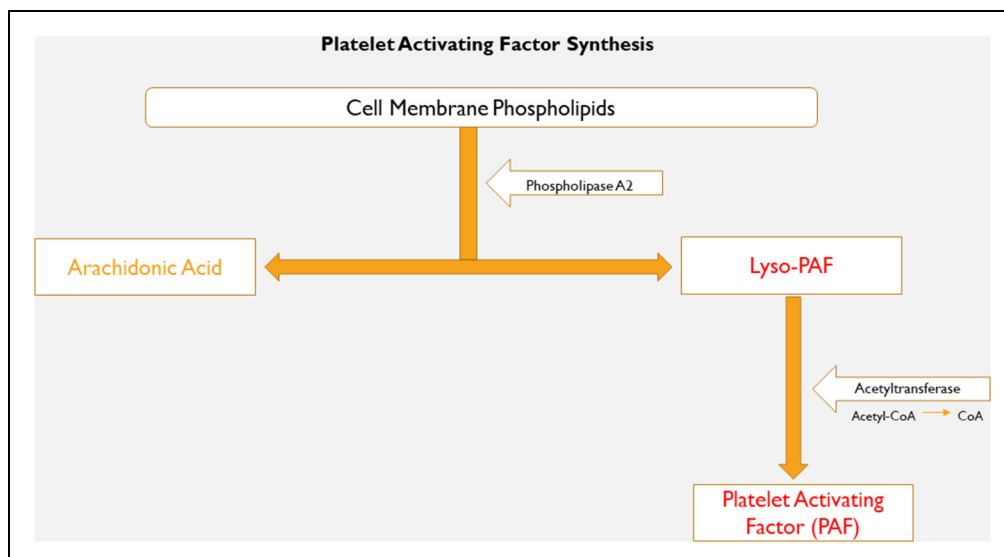 Platelet Activating Factor Synthesis
Cell Membrane Phospholipids
Phospholipase A2
Arachidonic Acid
Lyso-PAF
Acetyltransferase
Acetyl-CoA CoA
Platelet Activating
Factor (PAF)